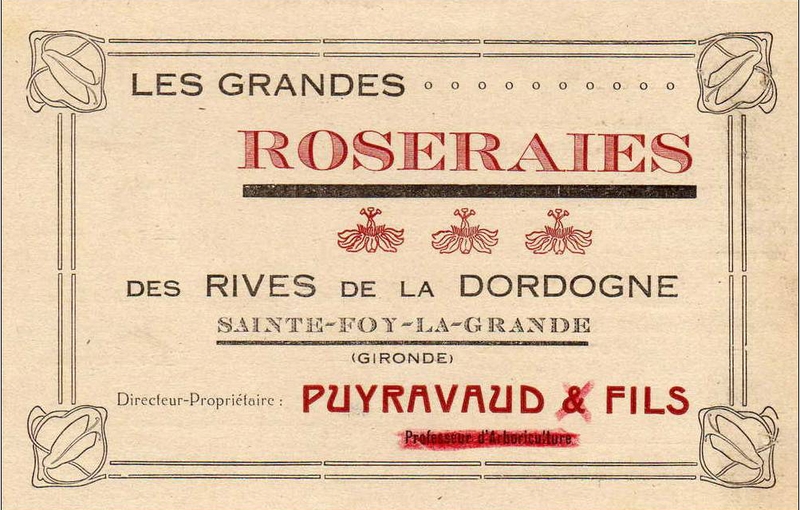 LES GRANDES
ROSERAIES
DES RIVES DE LA DORDOGNE
SAINTE-FOY-LA-GRANDE
(GIRONDE)
Directeur-Propriétaire : PUYRAVAUD & FILS
Professeur d'Arboriculture